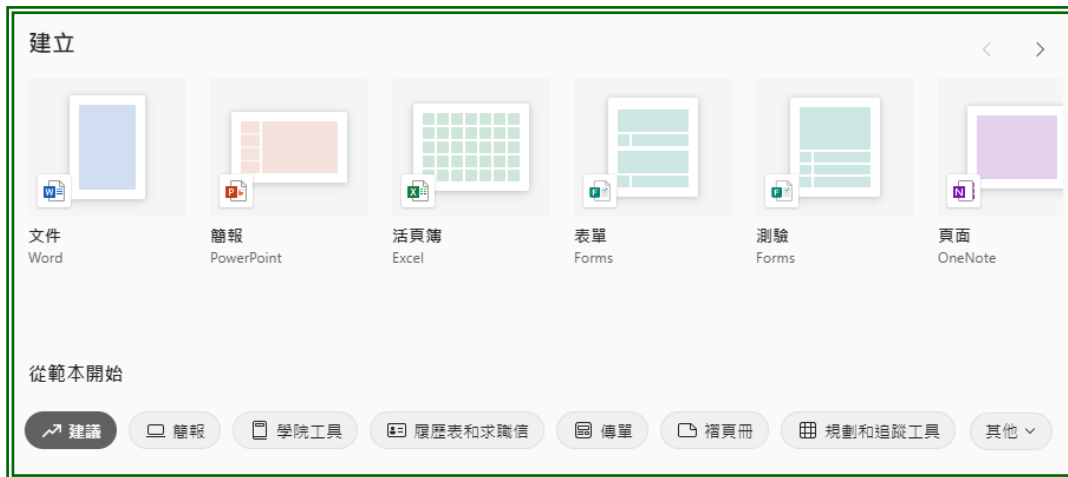 建立
文件 簡報 活頁簿 表單 測驗 頁面
Word PowerPoint Excel Forms Forms OneNote
從範本開始
建議 簡報 學院工具 履歷表和求職信 傳單 褶頁冊 規劃和追蹤工具 其他